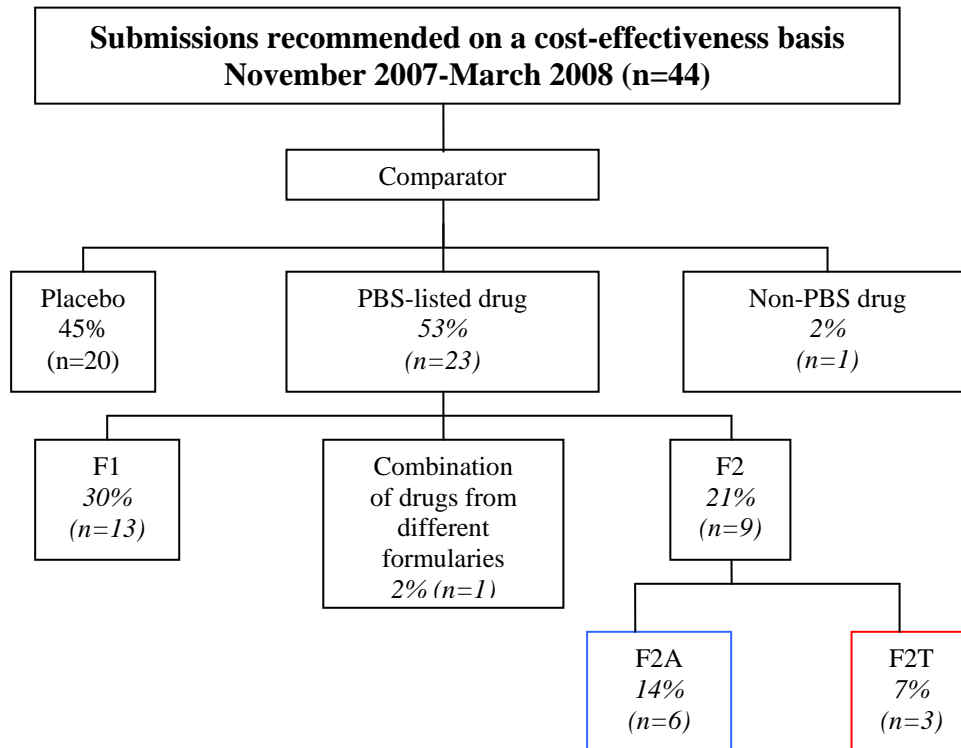 Submissions recommended on a cost-effectiveness basis
November 2007-March 2008 (n=44)
Comparator
Placebo
45%
(n=20)
PBS-listed drug
53%
(n=23)
Non-PBS drug
2%
(n=1)
F1
30%
(n=13)
Combination
of drugs from
different
formularies
2% (n=1)
F2
21%
(n=9)
F2A
14%
(n=6)
F2T
7%
(n=3)